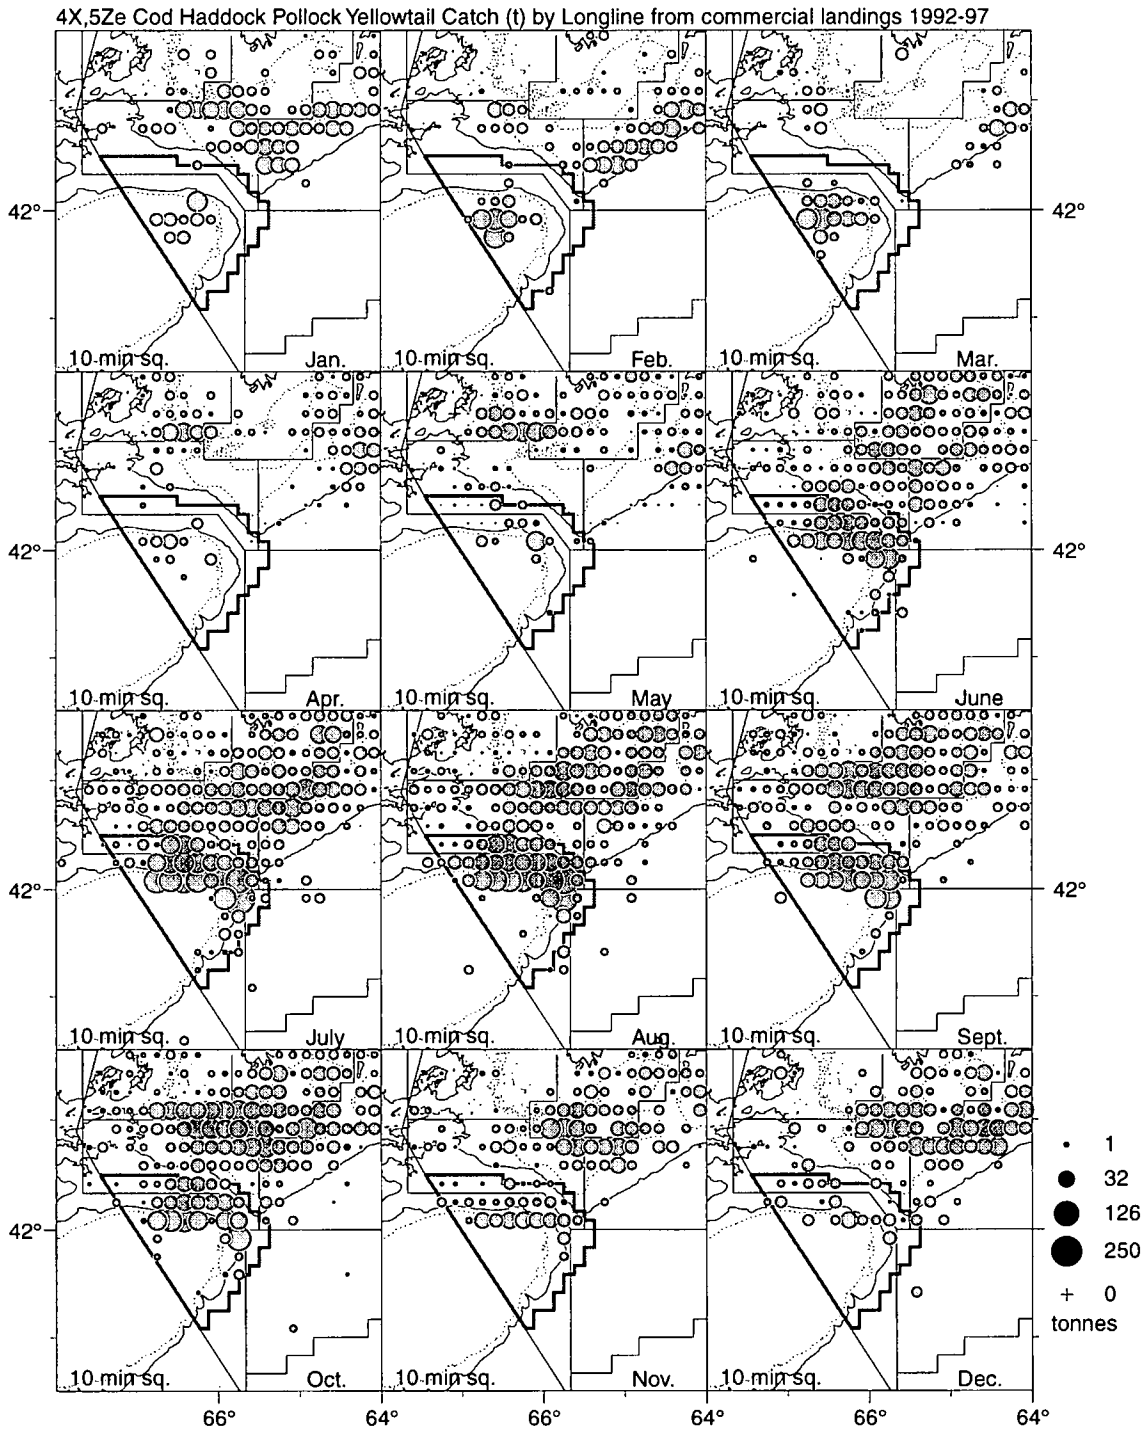 4X,5Ze Cod Haddock Pollock Yellowtail Catch (t) by Longline from commercial landings 1992-97
42° 42°
10 min sq. Jan. 10 min sq. Feb. 10 min sq. Mar.
42° 42°
10 min sq. Apr. 10 min sq. May 10 min sq. June
42° 42°
10 min sq. July 10 min sq. Aug. 10 min sq. Sept.
1
32
126
42° 250
0
tonnes
10 min sq. Oct. 10 min sq. Nov. 10 min sq. Dec.
66° 64° 66° 64° 66° 64°